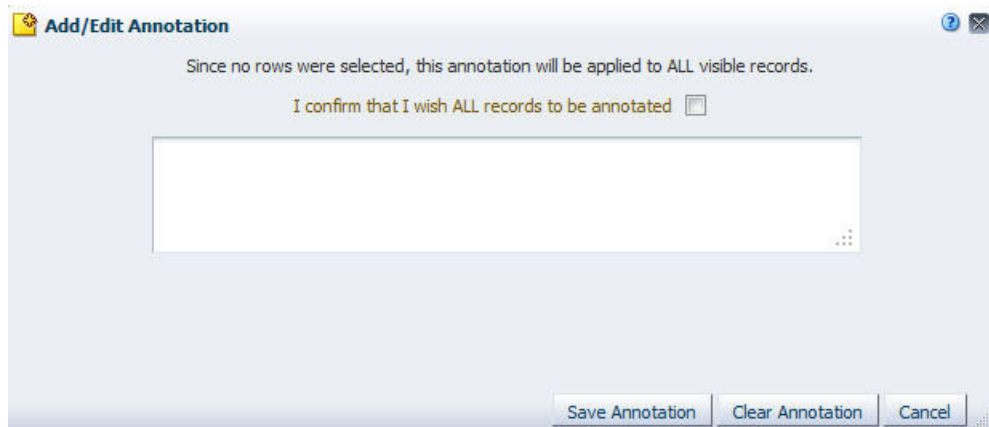 Add/Edit Annotation
Since no rows were selected, this annotation will be applied to ALL visible records.
I confirm that I wish ALL records to be annotated
Save Annotation Clear Annotation Cancel